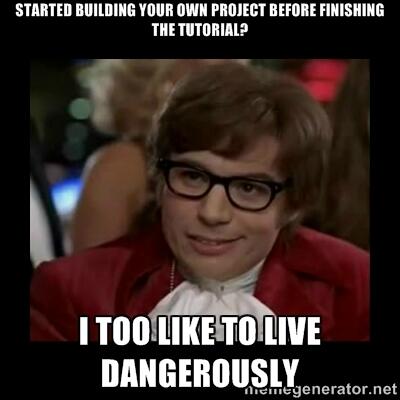 STARTED BUILDING YOUR OWN PROJECT BEFORE FINISHING
THE TUTORIAL?
I TOO LIKE TO LIVE
DANGEROUSLY
memegenerator.net